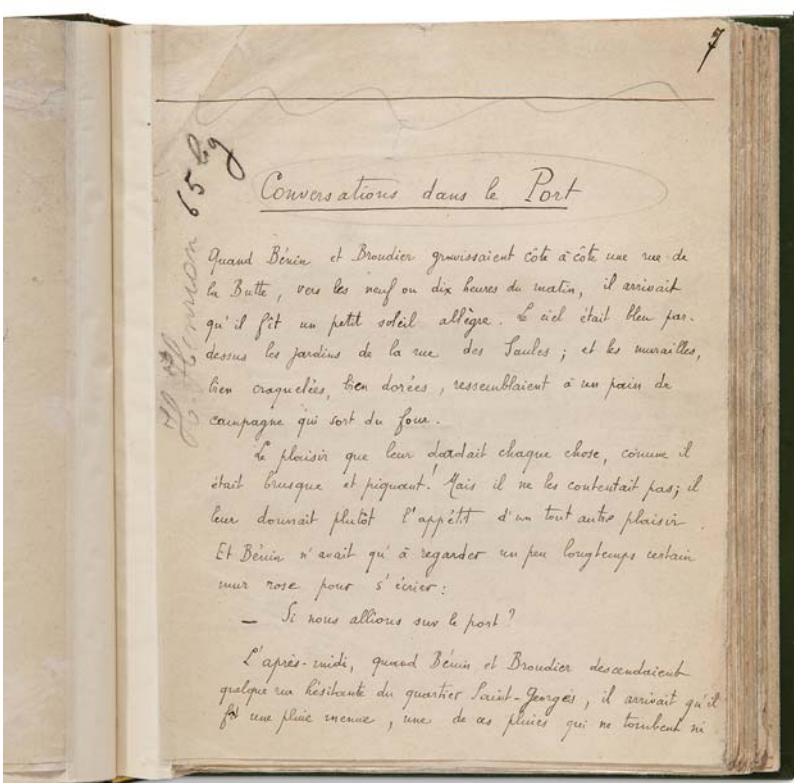 7
H. Henrion 65 bg
Conversations dans le Port
Quand Bénin et Broudier gravissaient côte à côte une rue de
la Butte, vers les neuf ou dix heures du matin, il arrivait
qu'il fît un petit soleil allègre. Le ciel était bleu par-
dessus les jardins de la rue des Saules ; et les murailles,
bien craquelées, bien dorées, ressemblaient à un pain de
campagne qui sort du four.
Le plaisir que leur dardait chaque chose, comme il
était brusque et piquant! Mais il ne les contentait pas; il
leur donnait plutôt l'appétit d'un tout autre plaisir.
Et Bénin n'avait qu'à regarder un peu longtemps certain
mur rose pour s'écrier :
— Si nous allions sur le port ?
L'après-midi, quand Bénin et Broudier descendaient
quelque rue hésitante du quartier Saint-Georges, il arrivait qu'il
fît une pluie menue, une de ces pluies qui ne tombent ni